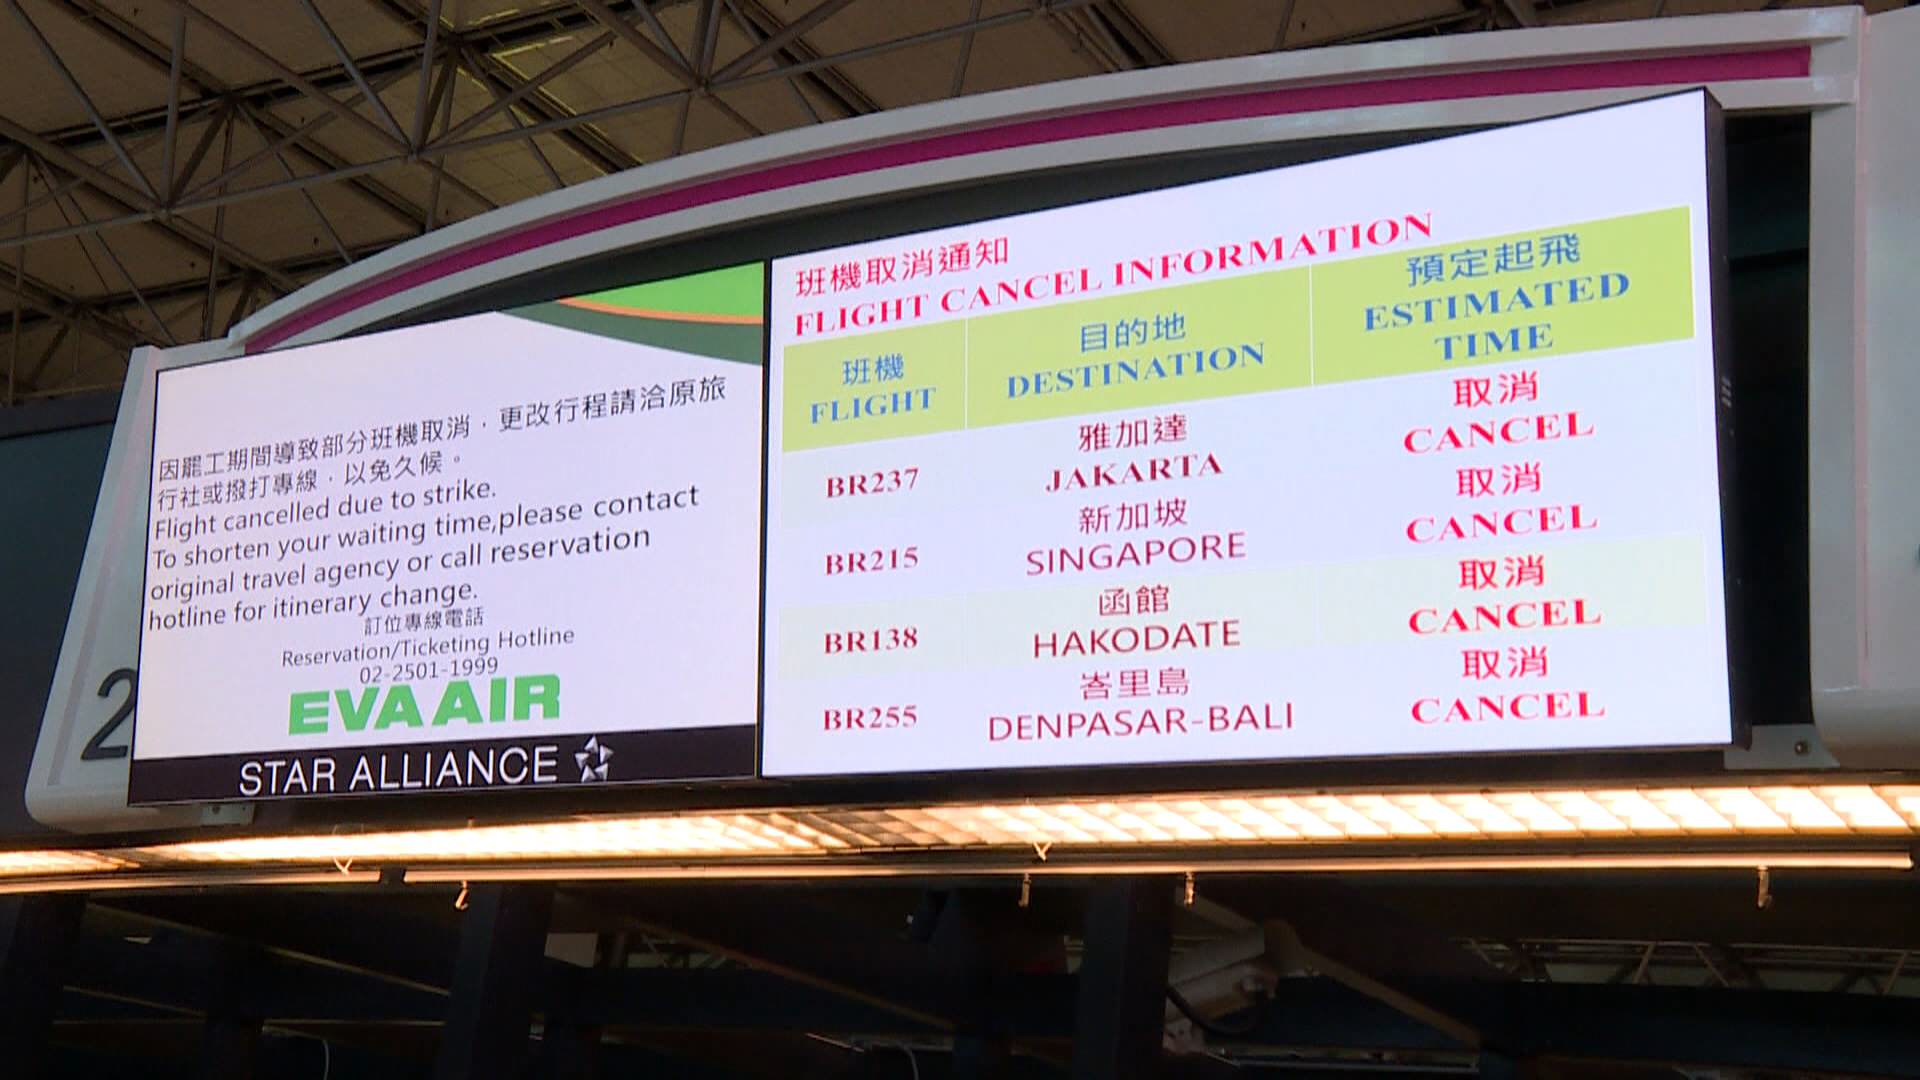 因罷工期間導致部分班機取消，更改行程請洽原旅
行社或撥打專線，以免久候。
Flight cancelled due to strike.
To shorten your waiting time,please contact
original travel agency or call reservation
hotline for itinerary change.
訂位專線電話
Reservation/Ticketing Hotline
02-2501-1999
EVA AIR
STAR ALLIANCE
2
班機取消通知
FLIGHT CANCEL INFORMATION
班機 目的地 預定起飛
FLIGHT DESTINATION ESTIMATED
TIME
雅加達 取消
BR237 JAKARTA CANCEL
新加坡 取消
BR215 SINGAPORE CANCEL
函館 取消
BR138 HAKODATE CANCEL
峇里島 取消
BR255 DENPASAR-BALI CANCEL